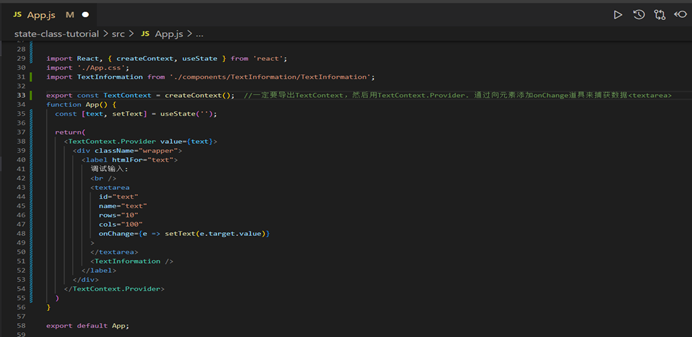 JS App.js M
state-class-tutorial > src > JS App.js > ...
28
29 import React, { createContext, useState } from 'react';
30 import './App.css';
31 import TextInformation from './components/TextInformation/TextInformation';
32
33 export const TextContext = createContext(); //一定要导出TextContext，然后用TextContext.Provider. 通过向元素添加onChange道具来捕获数据<textarea>
34 function App() {
35 const [text, setText] = useState('');
36
37 return(
38 <TextContext.Provider value={text}>
39 <div className="wrapper">
40 <label htmlFor="text">
41 调试输入:
42 <br />
43 <textarea
44 id="text"
45 name="text"
46 rows="10"
47 cols="100"
48 onChange={e => setText(e.target.value)}
49 >
50 </textarea>
51 <TextInformation />
52 </label>
53 </div>
54 </TextContext.Provider>
55 )
56 }
57
58 export default App;
59